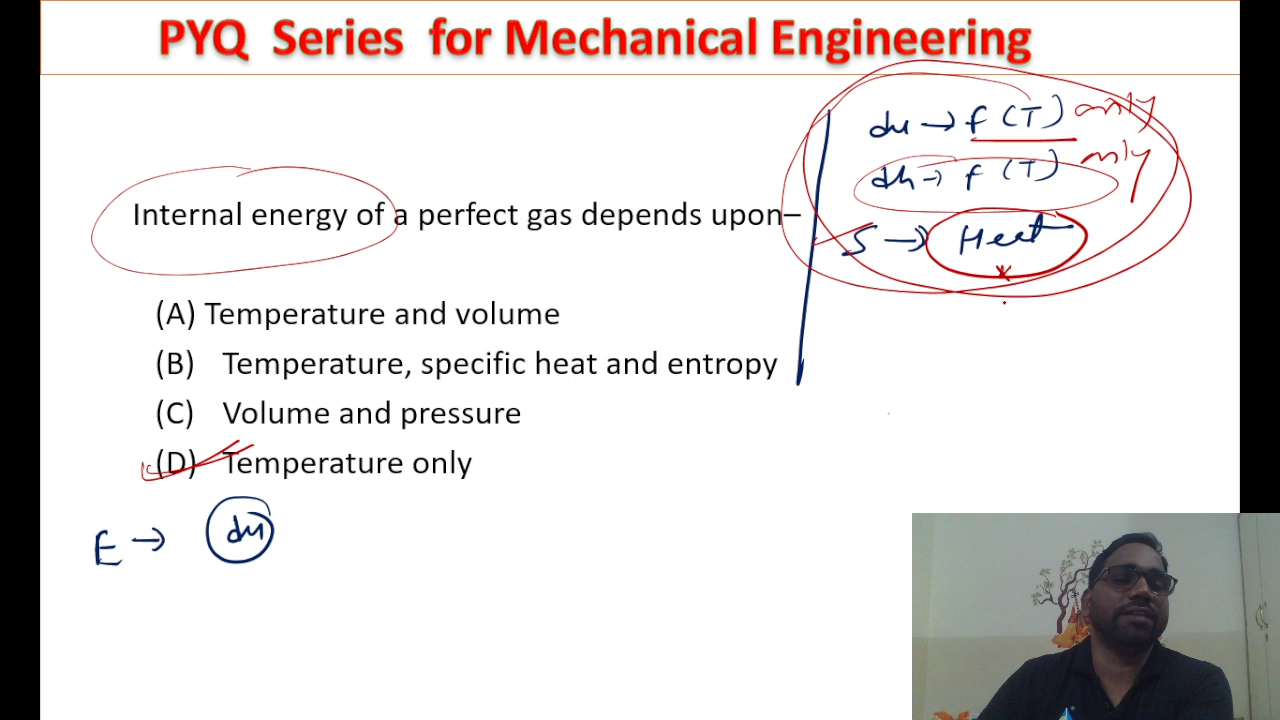 PYQ Series for Mechanical Engineering
du → f (T) only
dh → f (T) only
S → Heat
Internal energy of a perfect gas depends upon–
(A) Temperature and volume
(B) Temperature, specific heat and entropy
(C) Volume and pressure
(D) Temperature only
E → du